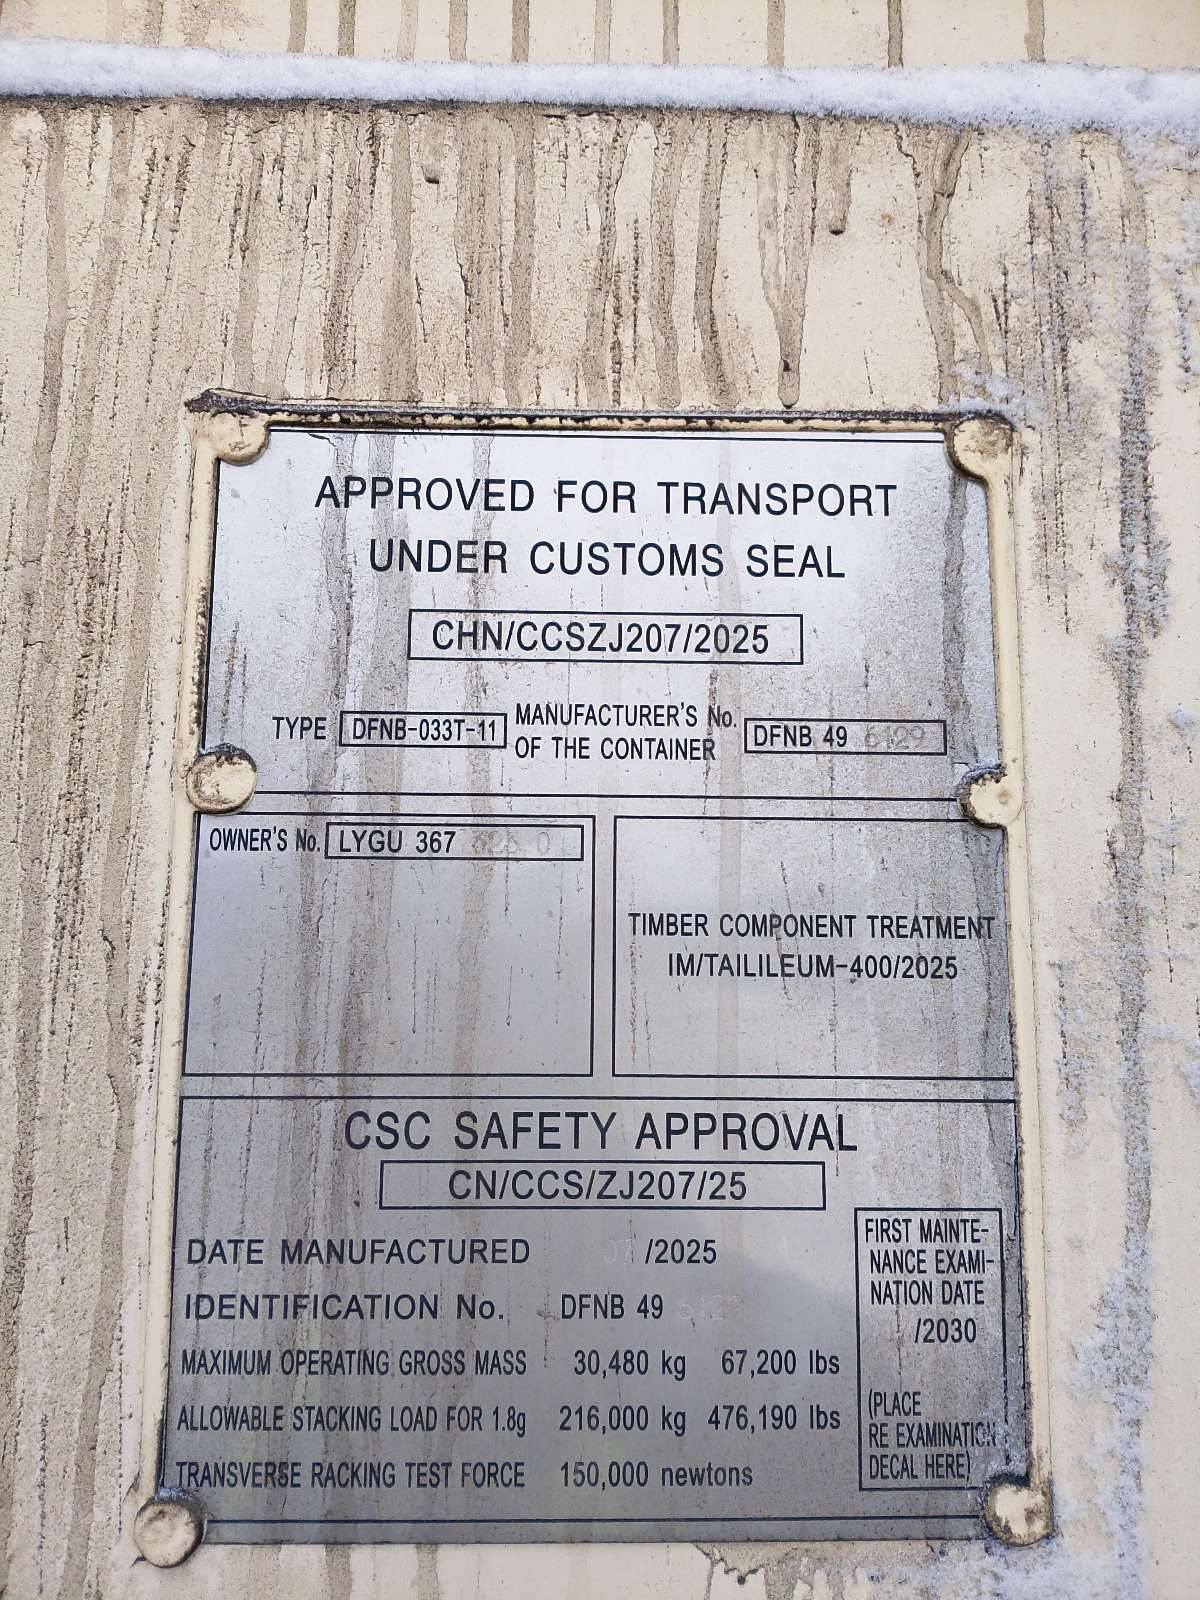 APPROVED FOR TRANSPORT
UNDER CUSTOMS SEAL
CHN/CCSZJ207/2025
TYPE DFNB-033T-11 MANUFACTURER'S No. OF THE CONTAINER DFNB 49 6129
OWNER'S No. LYGU 367
TIMBER COMPONENT TREATMENT
IM/TAILILEUM-400/2025
CSC SAFETY APPROVAL
CN/CCS/ZJ207/25
DATE MANUFACTURED /2025
IDENTIFICATION No. DFNB 49
MAXIMUM OPERATING GROSS MASS 30,480 kg 67,200 lbs
ALLOWABLE STACKING LOAD FOR 1.8g 216,000 kg 476,190 lbs
TRANSVERSE RACKING TEST FORCE 150,000 newtons
FIRST MAINTE-
NANCE EXAMI-
NATION DATE
/2030
(PLACE
RE EXAMINATION
DECAL HERE)